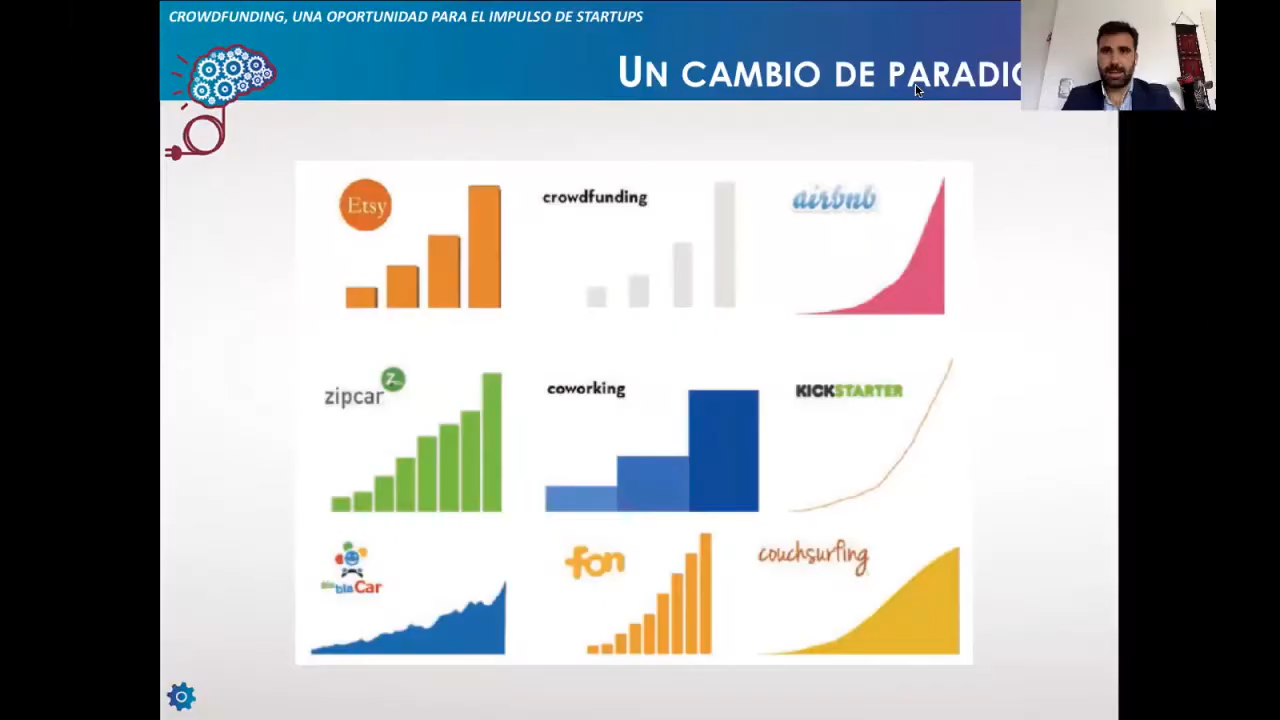 CROWDFUNDING, UNA OPORTUNIDAD PARA EL IMPULSO DE STARTUPS
UN CAMBIO DE PARADIG
Etsy
crowdfunding
airbnb
zipcar
Z
coworking
KICKSTARTER
bla
blaCar
fon
couchsurfing